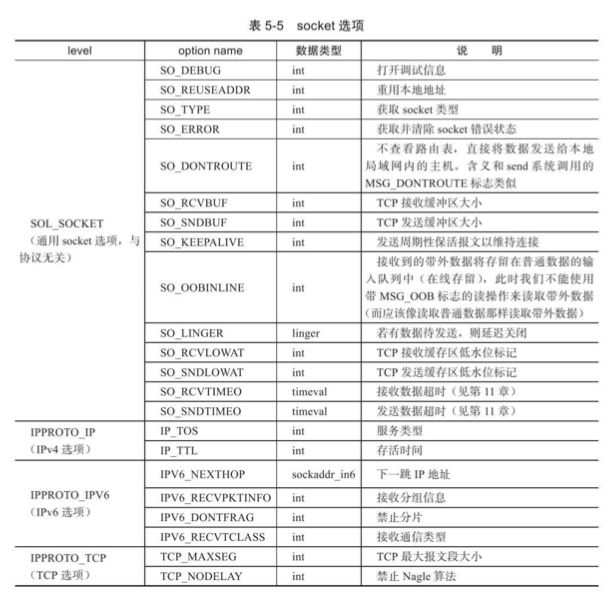 表 5-5 socket 选项
level option name 数据类型 说 明
SO_DEBUG int 打开调试信息
SO_REUSEADDR int 重用本地地址
SO_TYPE int 获取 socket 类型
SO_ERROR int 获取并清除 socket 错误状态
SO_DONTROUTE int 不查看路由表，直接将数据发送给本地
局域网内的主机。含义和 send 系统调用的
MSG_DONTROUTE 标志类似
SO_RCVBUF int TCP 接收缓冲区大小
SOL_SOCKET
（通用 socket 选项，与
协议无关）
SO_SNDBUF int TCP 发送缓冲区大小
SO_KEEPALIVE int 发送周期性保活报文以维持连接
SO_OOBINLINE int 接收到的带外数据将存留在普通数据的输
入队列中（在线存留），此时我们不能使用
带 MSG_OOB 标志的读操作来读取带外数据
（而应该像读取普通数据那样读取带外数据）
SO_LINGER linger 若有数据待发送，则延迟关闭
SO_RCVLOWAT int TCP 接收缓存区低水位标记
SO_SNDLOWAT int TCP 发送缓存区低水位标记
SO_RCVTIMEO timeval 接收数据超时（见第 11 章）
SO_SNDTIMEO timeval 发送数据超时（见第 11 章）
IPPROTO_IP
（IPv4 选项）
IP_TOS int 服务类型
IP_TTL int 存活时间
IPPROTO_IPV6
（IPv6 选项）
IPV6_NEXTHOP sockaddr_in6 下一跳 IP 地址
IPV6_RECVPKTINFO int 接收分组信息
IPV6_DONTFRAG int 禁止分片
IPV6_RECVTCLASS int 接收通信类型
IPPROTO_TCP
（TCP 选项）
TCP_MAXSEG int TCP 最大报文段大小
TCP_NODELAY int 禁止 Nagle 算法